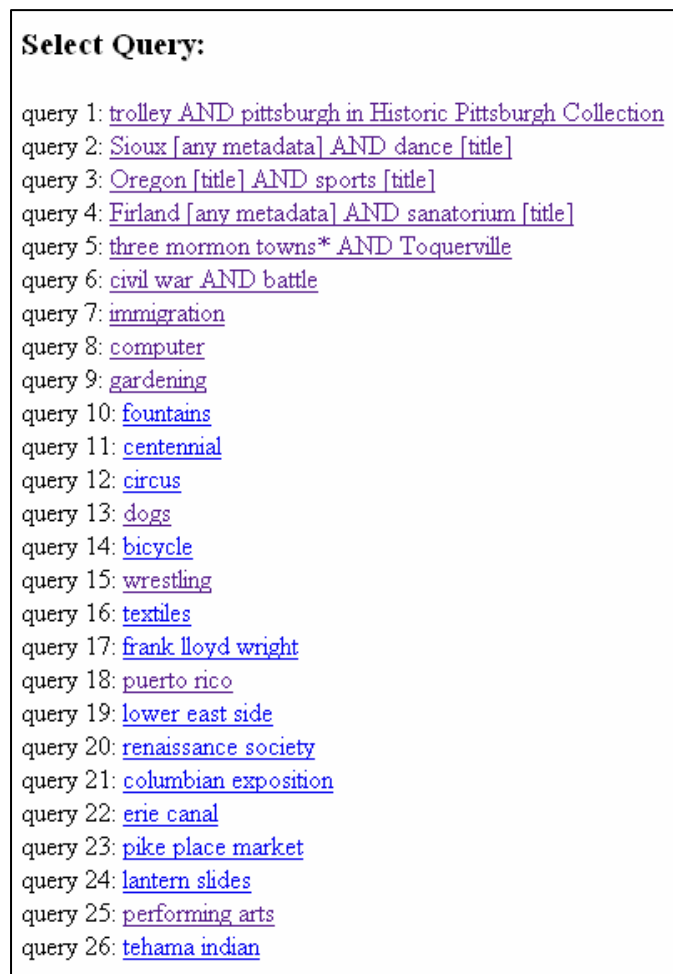 Select Query:
query 1: trolley AND pittsburgh in Historic Pittsburgh Collection
query 2: Sioux [any metadata] AND dance [title]
query 3: Oregon [title] AND sports [title]
query 4: Firland [any metadata] AND sanatorium [title]
query 5: three mormon towns* AND Toquerville
query 6: civil war AND battle
query 7: immigration
query 8: computer
query 9: gardening
query 10: fountains
query 11: centennial
query 12: circus
query 13: dogs
query 14: bicycle
query 15: wrestling
query 16: textiles
query 17: frank lloyd wright
query 18: puerto rico
query 19: lower east side
query 20: renaissance society
query 21: columbian exposition
query 22: erie canal
query 23: pike place market
query 24: lantern slides
query 25: performing arts
query 26: tehama indian